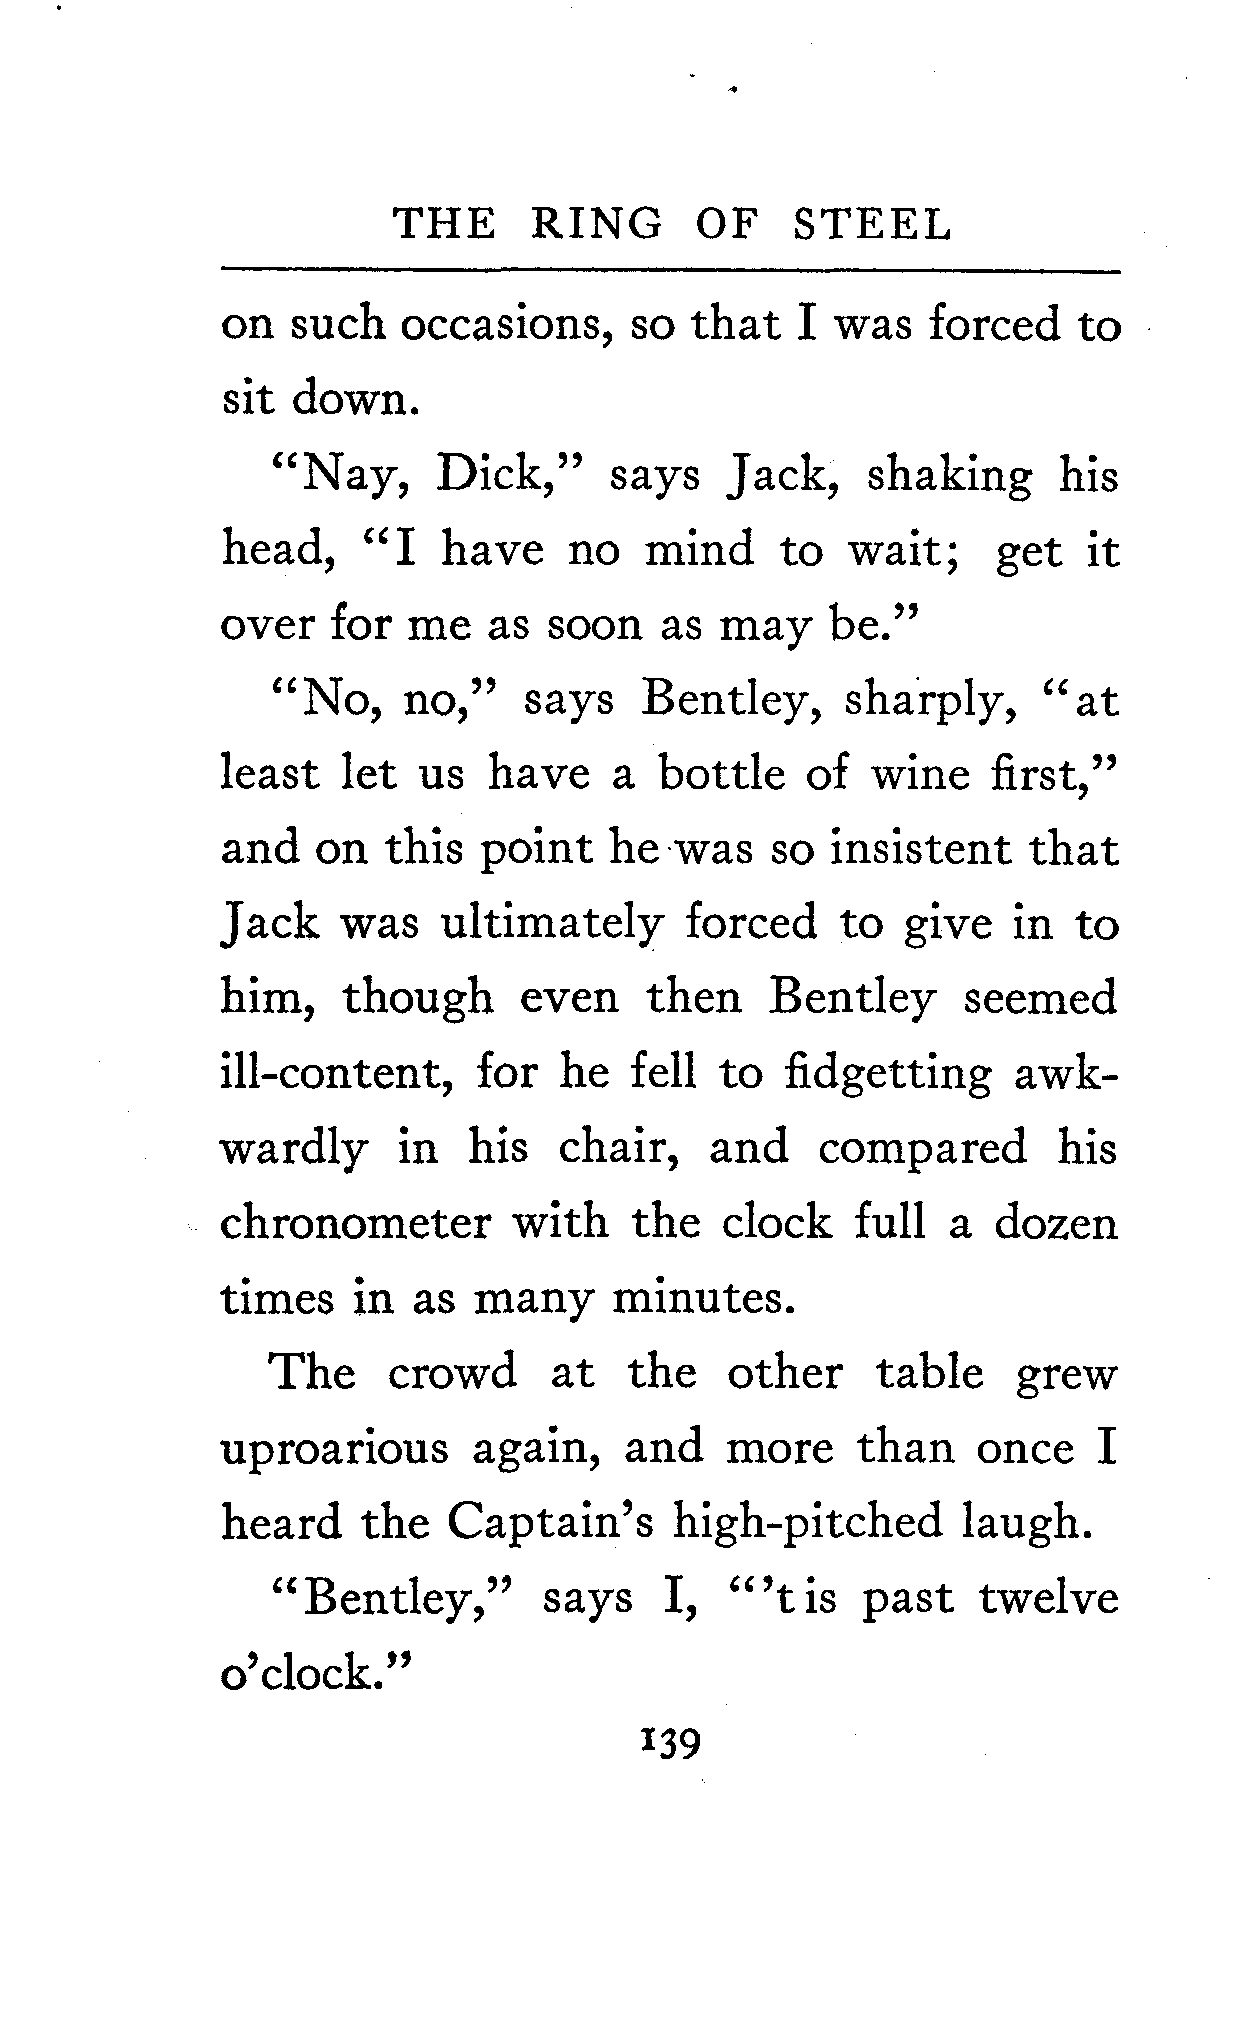 THE RING OF STEEL
on such occasions, so that I was forced to
sit down.
“Nay, Dick,” says Jack, shaking his
head, “I have no mind to wait; get it
over for me as soon as may be.”
“No, no,” says Bentley, sharply, “at
least let us have a bottle of wine first,”
and on this point he was so insistent that
Jack was ultimately forced to give in to
him, though even then Bentley seemed
ill-content, for he fell to fidgetting awk-
wardly in his chair, and compared his
chronometer with the clock full a dozen
times in as many minutes.
The crowd at the other table grew
uproarious again, and more than once I
heard the Captain’s high-pitched laugh.
“Bentley,” says I, “’t is past twelve
o’clock.”
139